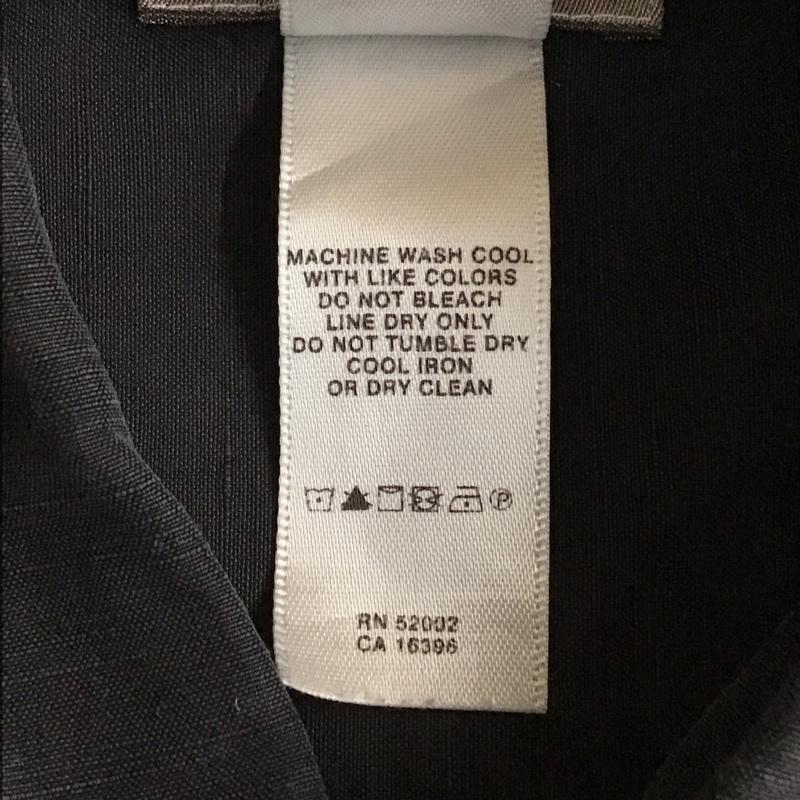 MACHINE WASH COOL
WITH LIKE COLORS
DO NOT BLEACH
LINE DRY ONLY
DO NOT TUMBLE DRY
COOL IRON
OR DRY CLEAN
P
RN 52002
CA 16396